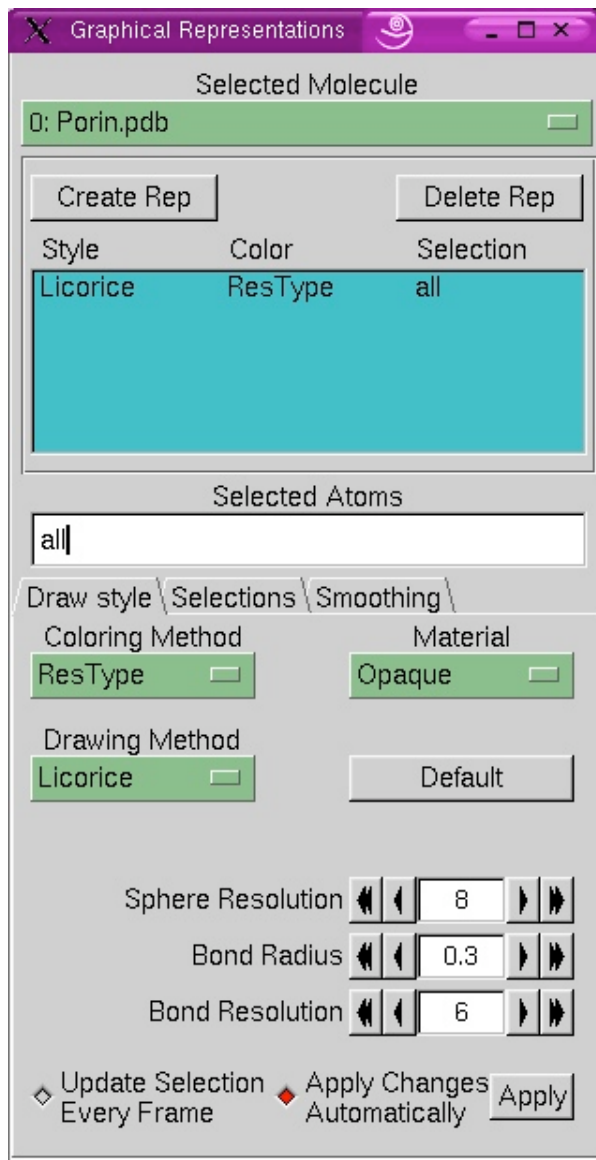 Graphical Representations
Selected Molecule
0: Porin.pdb
Create Rep Delete Rep
Style Color Selection
Licorice ResType all
Selected Atoms
all
Draw style Selections Smoothing
Coloring Method Material
ResType Opaque
Drawing Method
Licorice Default
Sphere Resolution 8
Bond Radius 0.3
Bond Resolution 6
Update Selection Apply Changes Apply
Every Frame Automatically